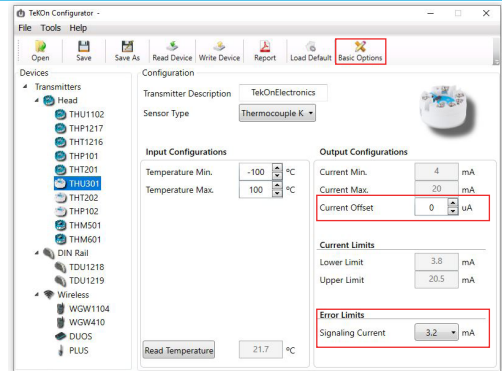 TeKOn Configurator -
File Tools Help
Open Save Save As Read Device Write Device Report Load Default Basic Options
Devices
Transmitters
Head
THU1102
THP1217
THT1216
THP101
THT201
THU301
THT202
THP102
THM501
THM601
DIN Rail
TDU1218
TDU1219
Wireless
WGW1104
WGW410
DUOS
PLUS
Configuration
Transmitter Description TekOnElectronics
Sensor Type Thermocouple K
Input Configurations
Temperature Min. -100 ºC
Temperature Max. 100 ºC
Read Temperature 21.7 ºC
Output Configurations
Current Min. 4 mA
Current Max. 20 mA
Current Offset 0 uA
Current Limits
Lower Limit 3.8 mA
Upper Limit 20.5 mA
Error Limits
Signaling Current 3.2 mA